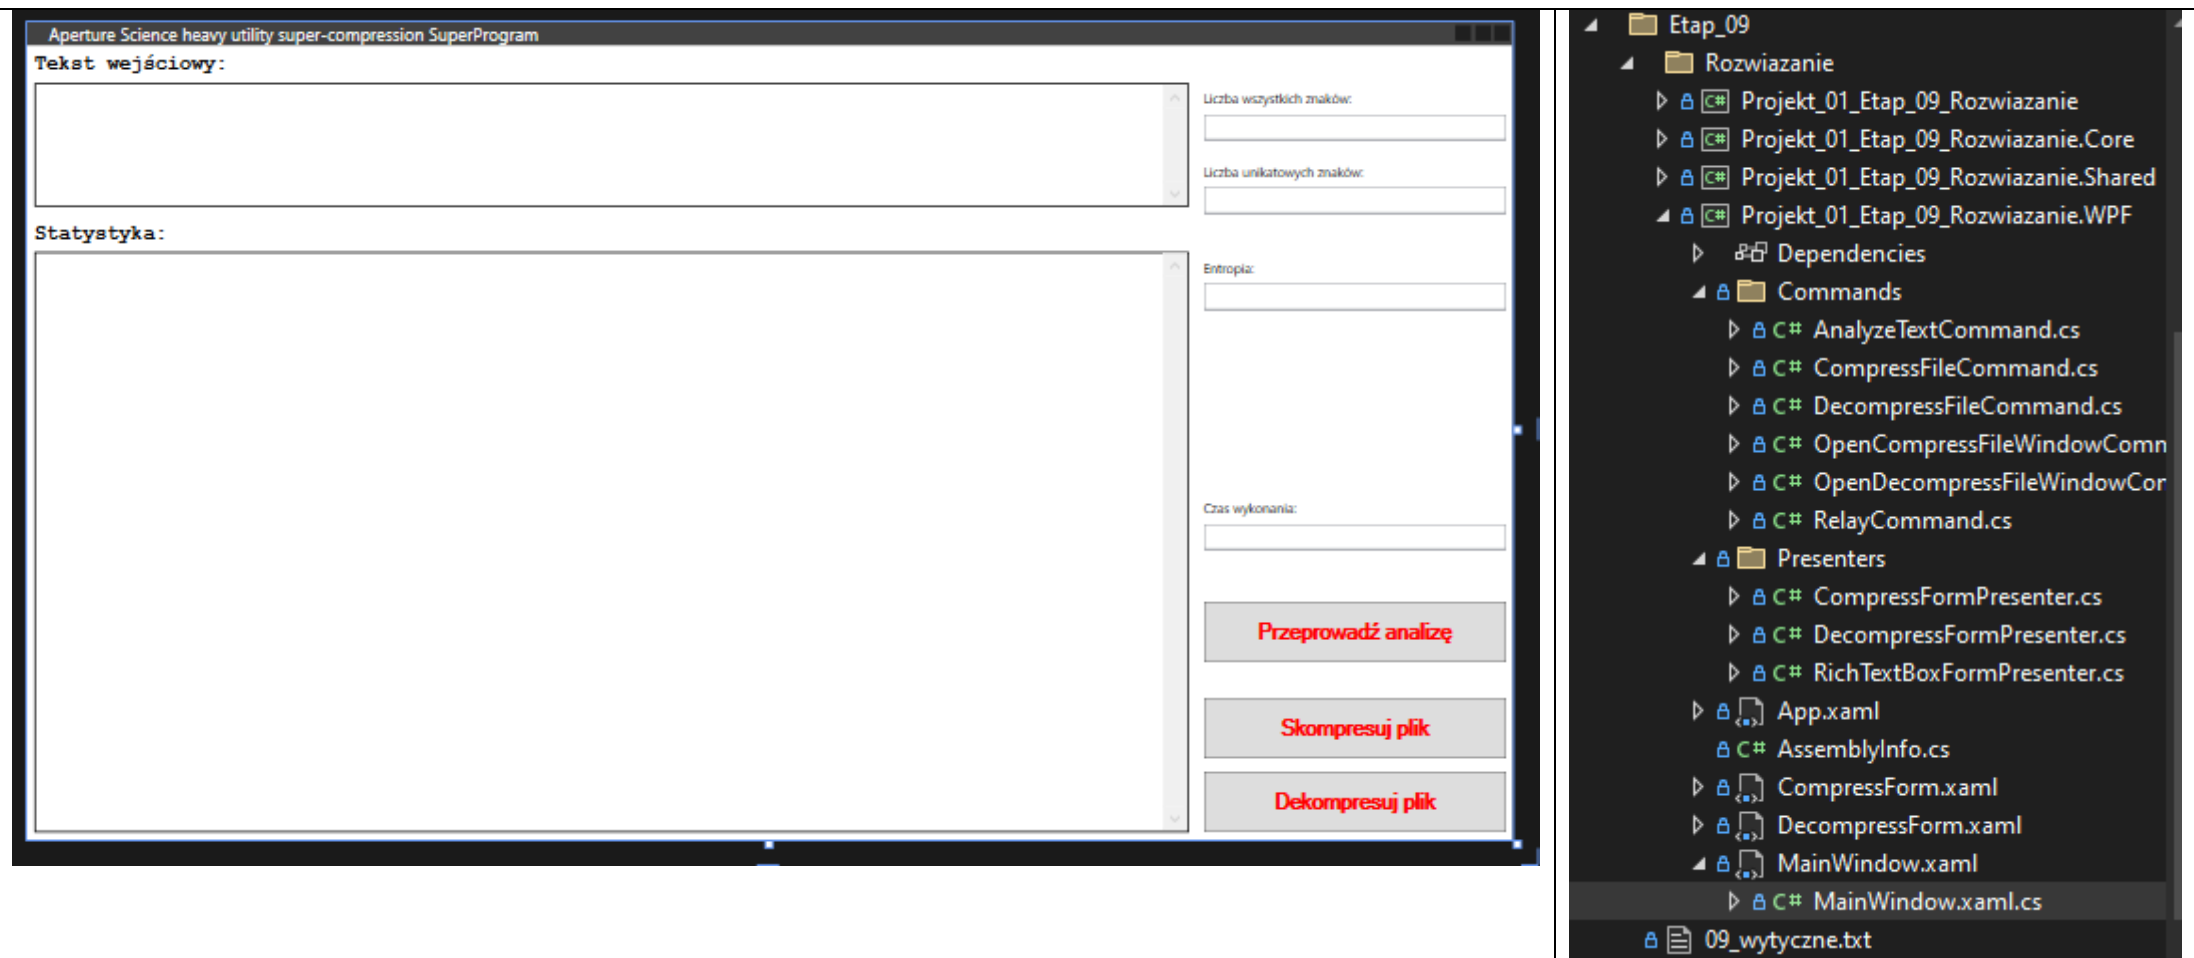 Aperture Science heavy utility super-compression SuperProgram
Tekst wejściowy:
Liczba wszystkich znaków:
Liczba unikatowych znaków:
Statystyka:
Entropia:
Czas wykonania:
Przeprowadź analizę
Skompresuj plik
Dekompresuj plik
Etap_09
Rozwiazanie
C# Projekt_01_Etap_09_Rozwiazanie
C# Projekt_01_Etap_09_Rozwiazanie.Core
C# Projekt_01_Etap_09_Rozwiazanie.Shared
C# Projekt_01_Etap_09_Rozwiazanie.WPF
Dependencies
Commands
C# AnalyzeTextCommand.cs
C# CompressFileCommand.cs
C# DecompressFileCommand.cs
C# OpenCompressFileWindowComm
C# OpenDecompressFileWindowCor
C# RelayCommand.cs
Presenters
C# CompressFormPresenter.cs
C# DecompressFormPresenter.cs
C# RichTextBoxFormPresenter.cs
App.xaml
C# AssemblyInfo.cs
CompressForm.xaml
DecompressForm.xaml
MainWindow.xaml
C# MainWindow.xaml.cs
09_wytyczne.txt